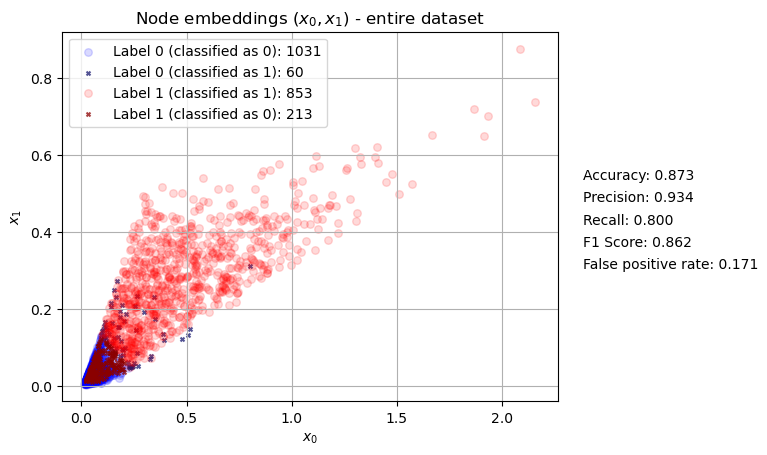 Node embeddings (x₀, x₁) - entire dataset
Label 0 (classified as 0): 1031
Label 0 (classified as 1): 60
Label 1 (classified as 1): 853
Label 1 (classified as 0): 213
0.8
0.6
0.4
0.2
0.0
x₁
0.0 0.5 1.0 1.5 2.0
x₀
Accuracy: 0.873
Precision: 0.934
Recall: 0.800
F1 Score: 0.862
False positive rate: 0.171